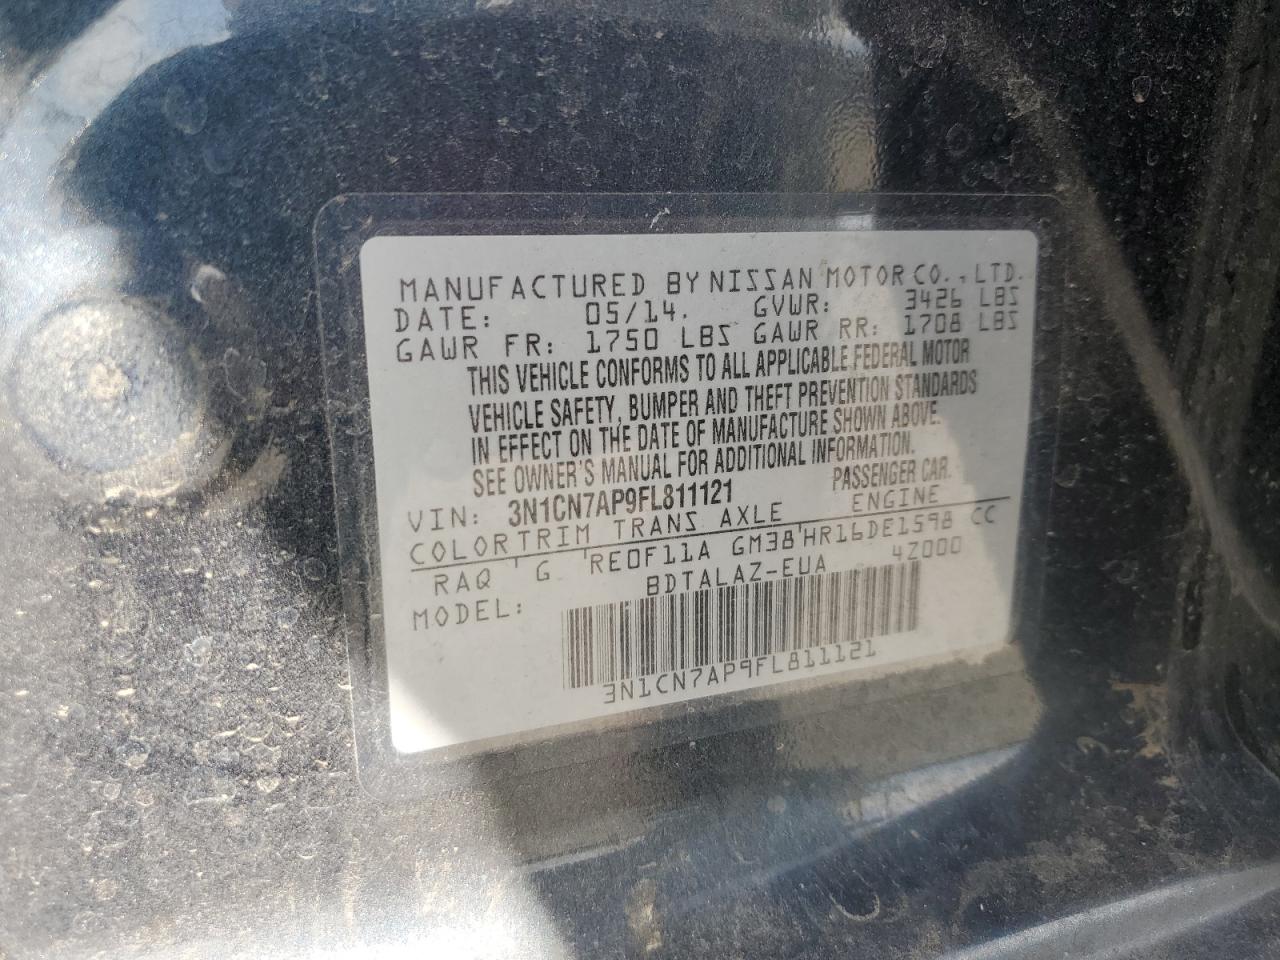 MANUFACTURED BY NISSAN MOTOR CO., LTD.
DATE: 05/14. GVWR: 3426 LBS
GAWR FR: 1750 LBS GAWR RR: 1708 LBS
THIS VEHICLE CONFORMS TO ALL APPLICABLE FEDERAL MOTOR
VEHICLE SAFETY, BUMPER AND THEFT PREVENTION STANDARDS
IN EFFECT ON THE DATE OF MANUFACTURE SHOWN ABOVE.
SEE OWNER'S MANUAL FOR ADDITIONAL INFORMATION.
VIN: 3N1CN7AP9FL811121 PASSENGER CAR.
COLOR TRIM TRANS AXLE ENGINE
RAQ ' G 'RE0F11A GM38'HR16DE1598 CC
MODEL: BDTALAZ-EUA 4Z000
3N1CN7AP9FL811121